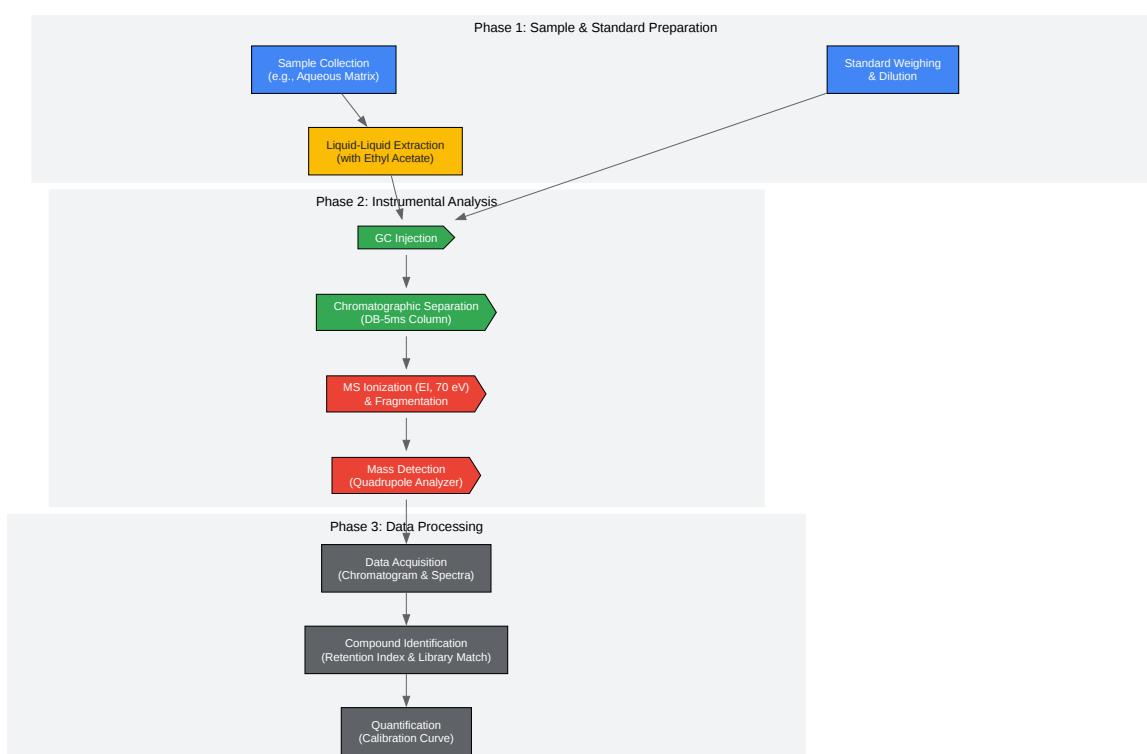 Phase 1: Sample & Standard Preparation
Sample Collection
(e.g., Aqueous Matrix)
Standard Weighing
& Dilution
Liquid-Liquid Extraction
(with Ethyl Acetate)
Phase 2: Instrumental Analysis
GC Injection
Chromatographic Separation
(DB-5ms Column)
MS Ionization (EI, 70 eV)
& Fragmentation
Mass Detection
(Quadrupole Analyzer)
Phase 3: Data Processing
Data Acquisition
(Chromatogram & Spectra)
Compound Identification
(Retention Index & Library Match)
Quantification
(Calibration Curve)